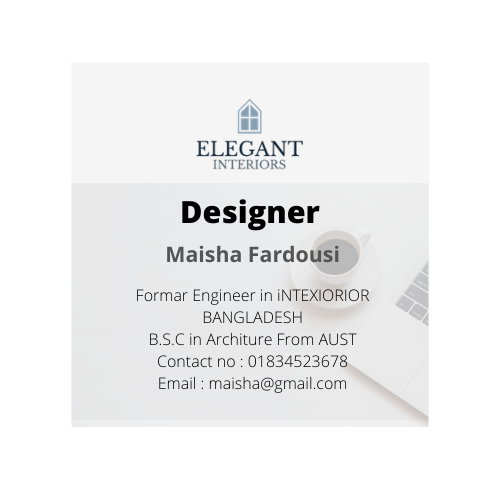 ELEGANT
INTERIORS
Designer
Maisha Fardousi
Formar Engineer in iNTEXIORIOR
BANGLADESH
B.S.C in Architure From AUST
Contact no : 01834523678
Email : maisha@gmail.com